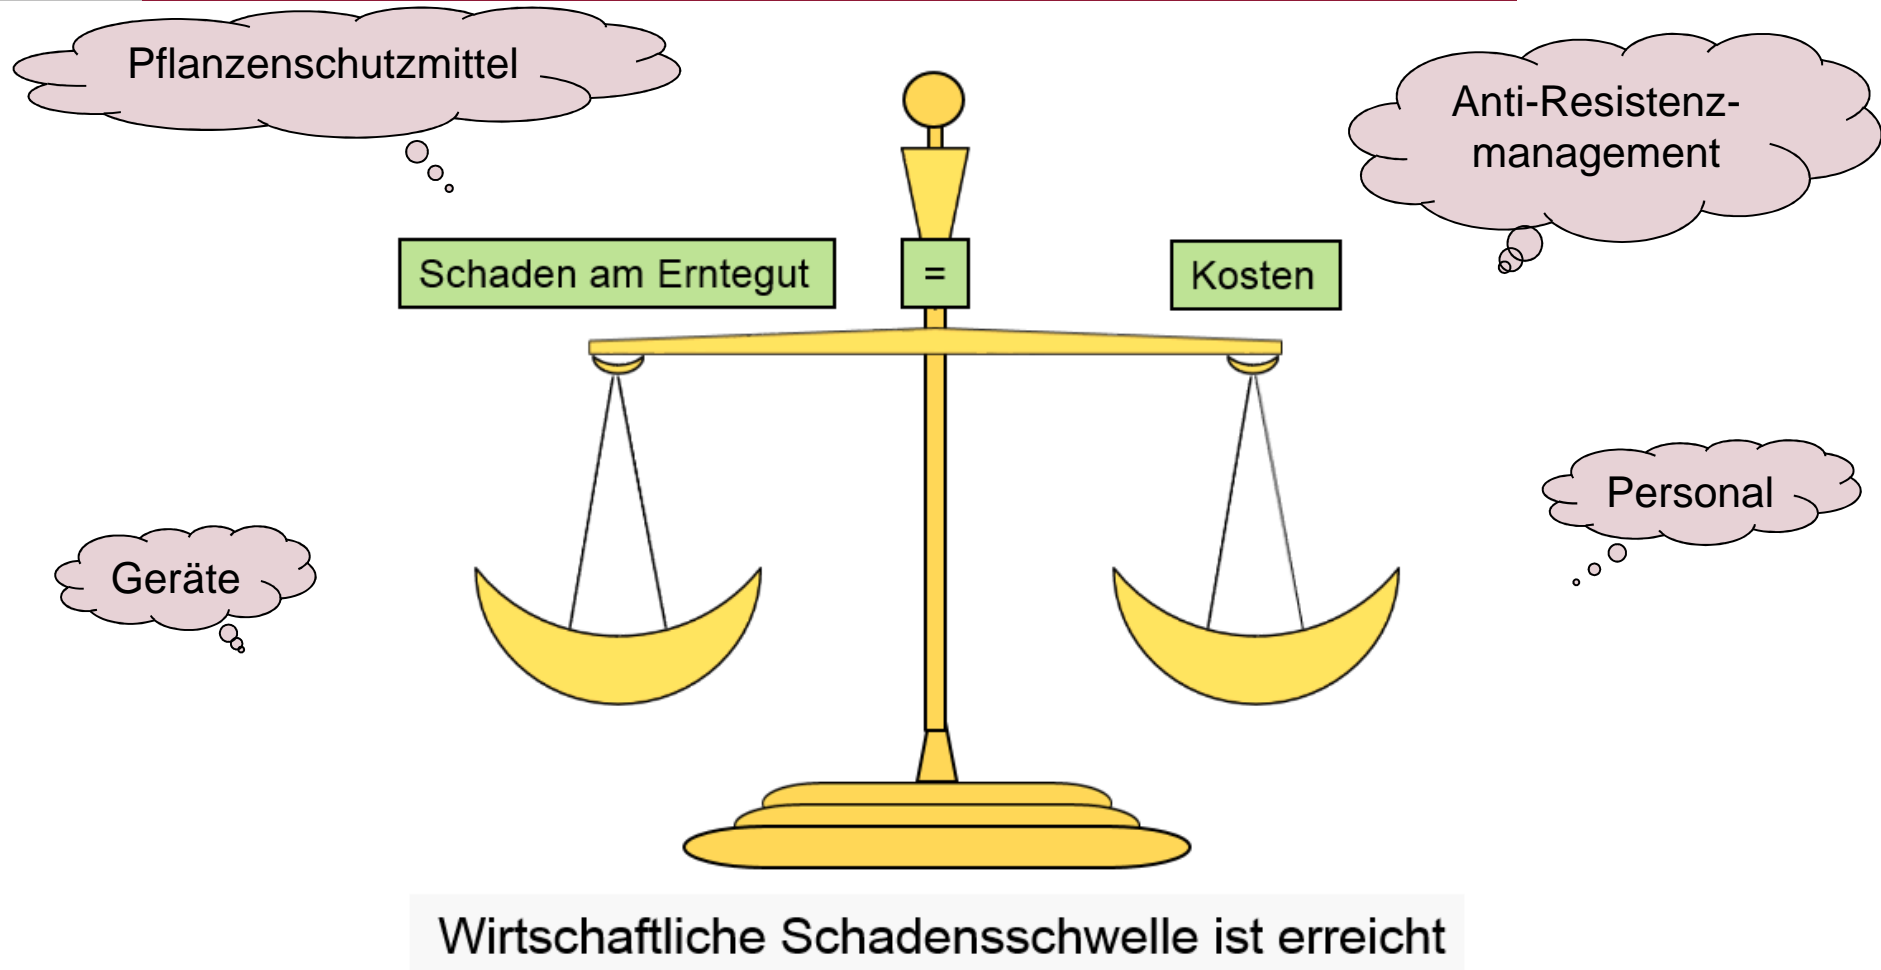 Pflanzenschutzmittel
Anti-Resistenz-
management
Schaden am Erntegut
=
Kosten
Personal
Geräte
Wirtschaftliche Schadensschwelle ist erreicht